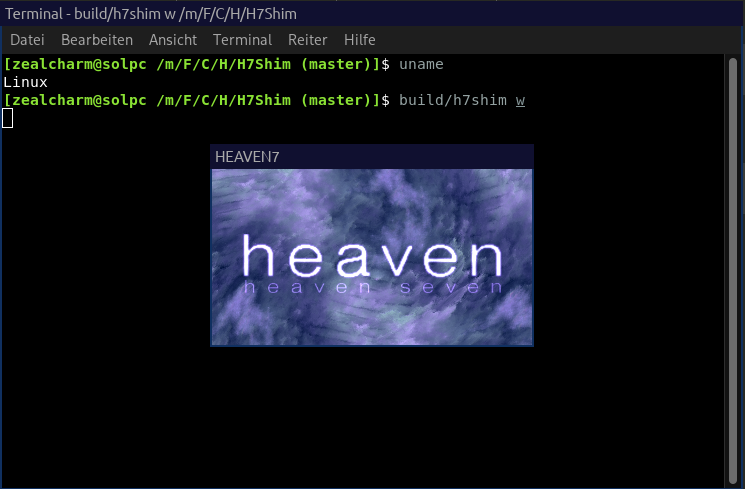 Terminal - build/h7shim w /m/F/C/H/H7Shim
Datei Bearbeiten Ansicht Terminal Reiter Hilfe
[zealcharm@solpc /m/F/C/H/H7Shim (master)]$ uname
Linux
[zealcharm@solpc /m/F/C/H/H7Shim (master)]$ build/h7shim w
HEAVEN7
heaven
heaven seven